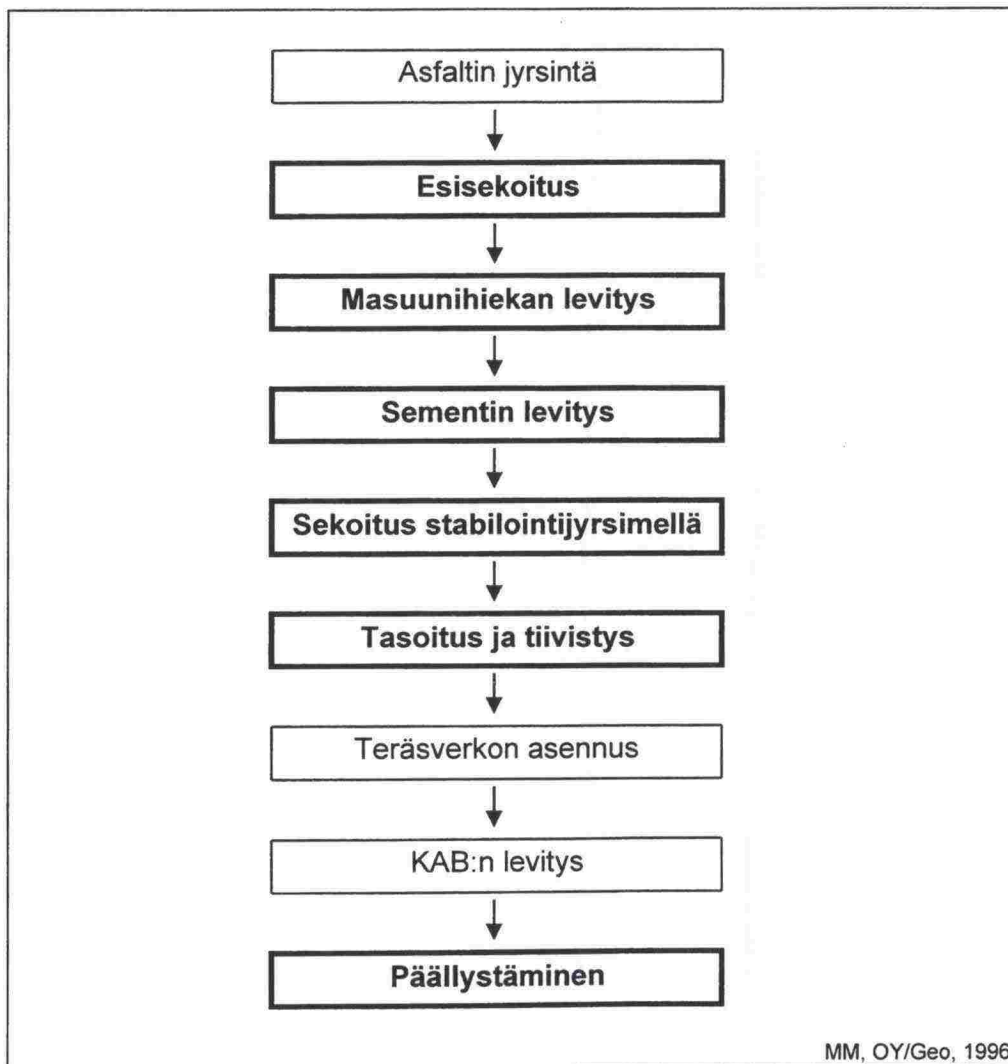 Asfaltin jyrsintä
Esisekoitus
Masuunihiekan levitys
Sementin levitys
Sekoitus stabilointijyrsimellä
Tasoitus ja tiivistys
Teräsverkon asennus
KAB:n levitys
Päällystäminen
MM, OY/Geo, 1996